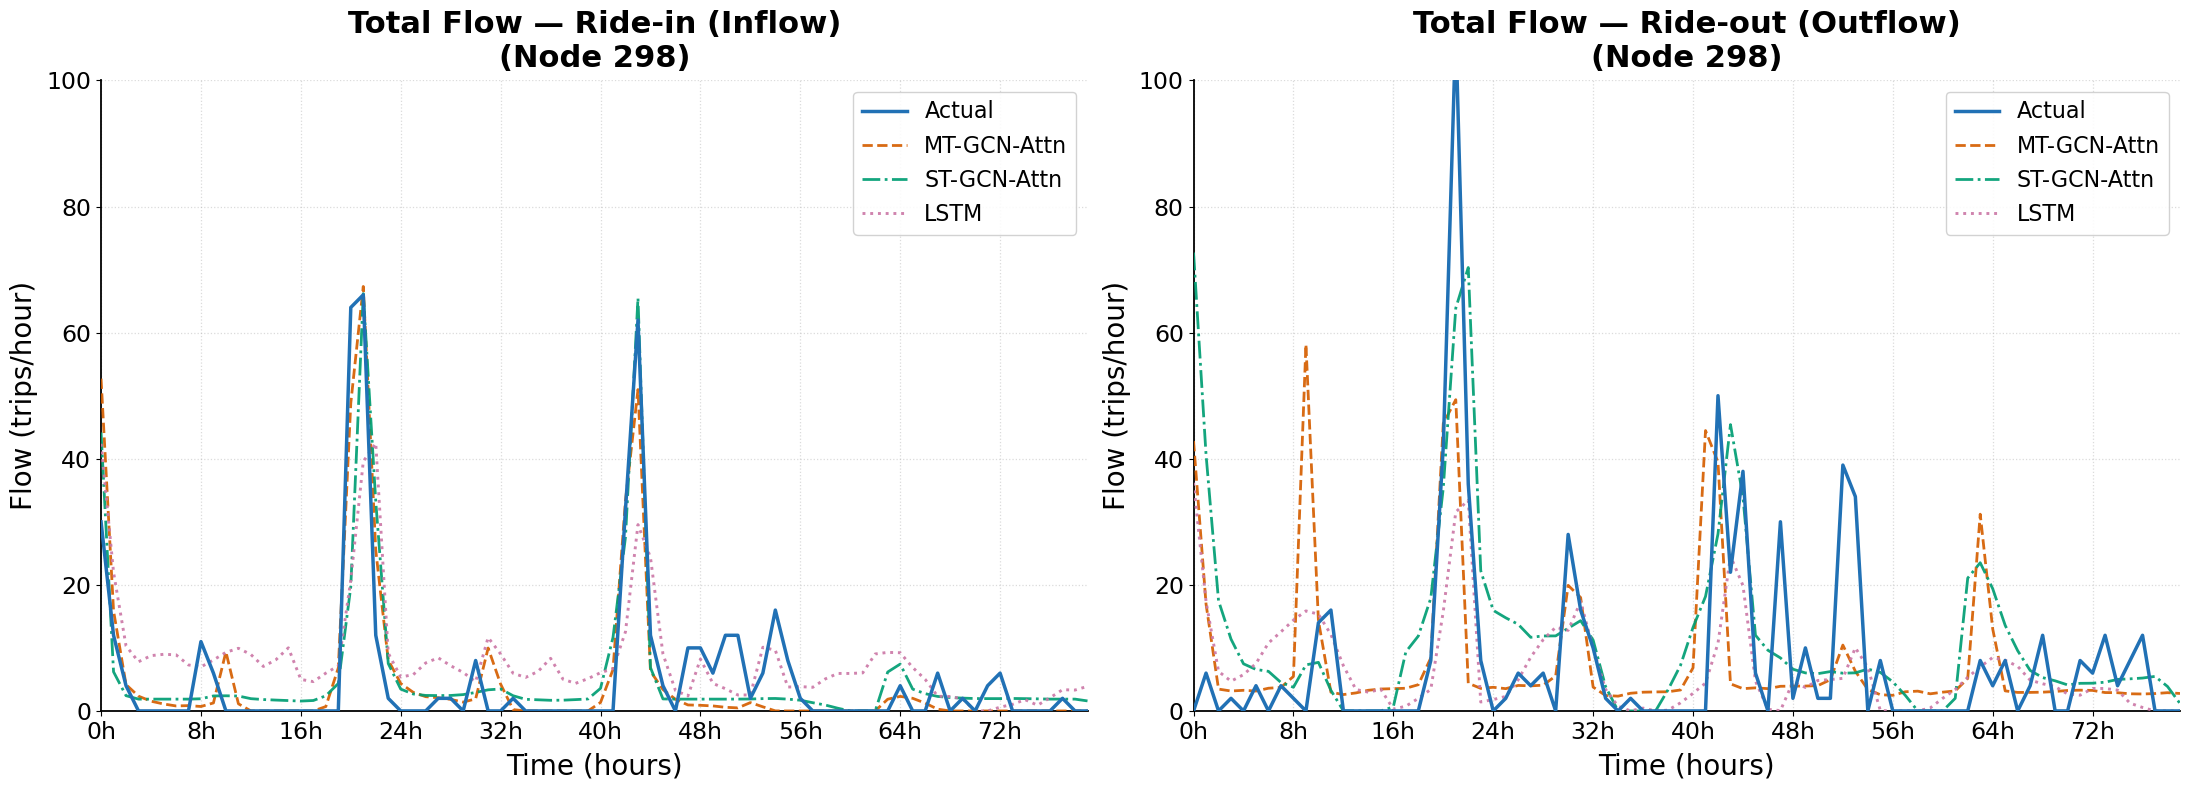 Total Flow — Ride-in (Inflow)
(Node 298)
100
80
60
40
20
0
Flow (trips/hour)
0h 8h 16h 24h 32h 40h 48h 56h 64h 72h
Time (hours)
Actual
MT-GCN-Attn
ST-GCN-Attn
LSTM
Total Flow — Ride-out (Outflow)
(Node 298)
100
80
60
40
20
0
Flow (trips/hour)
0h 8h 16h 24h 32h 40h 48h 56h 64h 72h
Time (hours)
Actual
MT-GCN-Attn
ST-GCN-Attn
LSTM